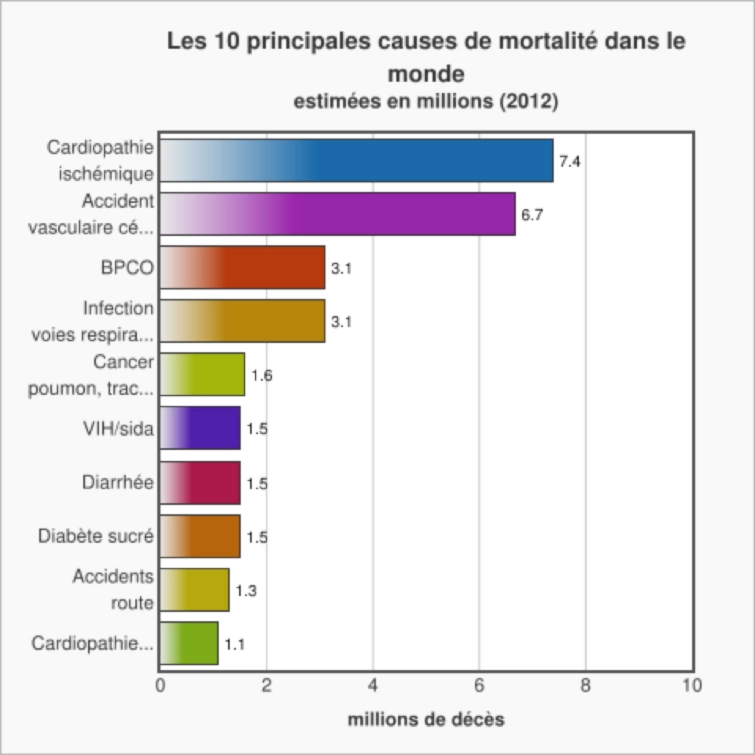 Les 10 principales causes de mortalité dans le
monde
estimées en millions (2012)
Cardiopathie
ischémique
7.4
Accident
vasculaire cé...
6.7
BPCO
3.1
Infection
voies respira...
3.1
Cancer
poumon, trac...
1.6
VIH/sida
1.5
Diarrhée
1.5
Diabète sucré
1.5
Accidents
route
1.3
Cardiopathie...
1.1
0 2 4 6 8 10
millions de décès